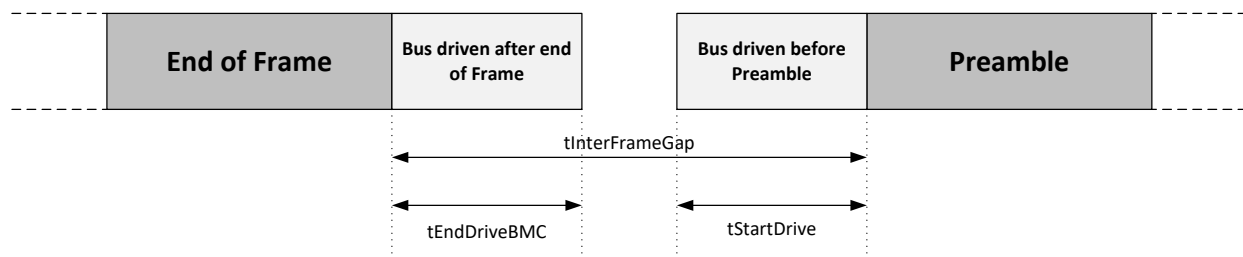 End of Frame
Bus driven after end
of Frame
Bus driven before
Preamble
Preamble
tInterFrameGap
tEndDriveBMC
tStartDrive